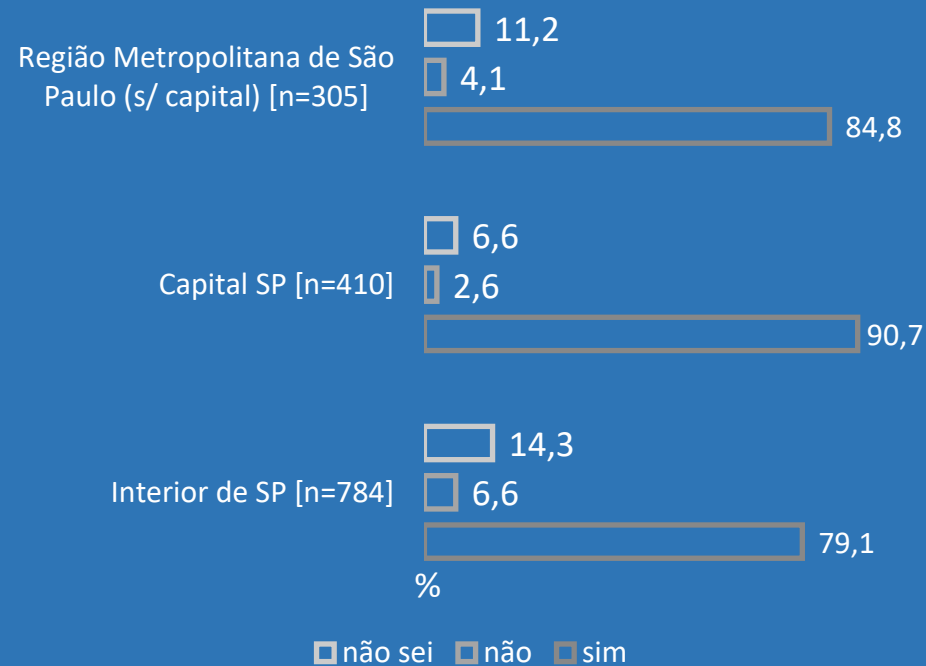 Região Metropolitana de São
Paulo (s/ capital) [n=305]
11,2
4,1
84,8
Capital SP [n=410]
6,6
2,6
90,7
Interior de SP [n=784]
14,3
6,6
79,1
%
não sei não sim